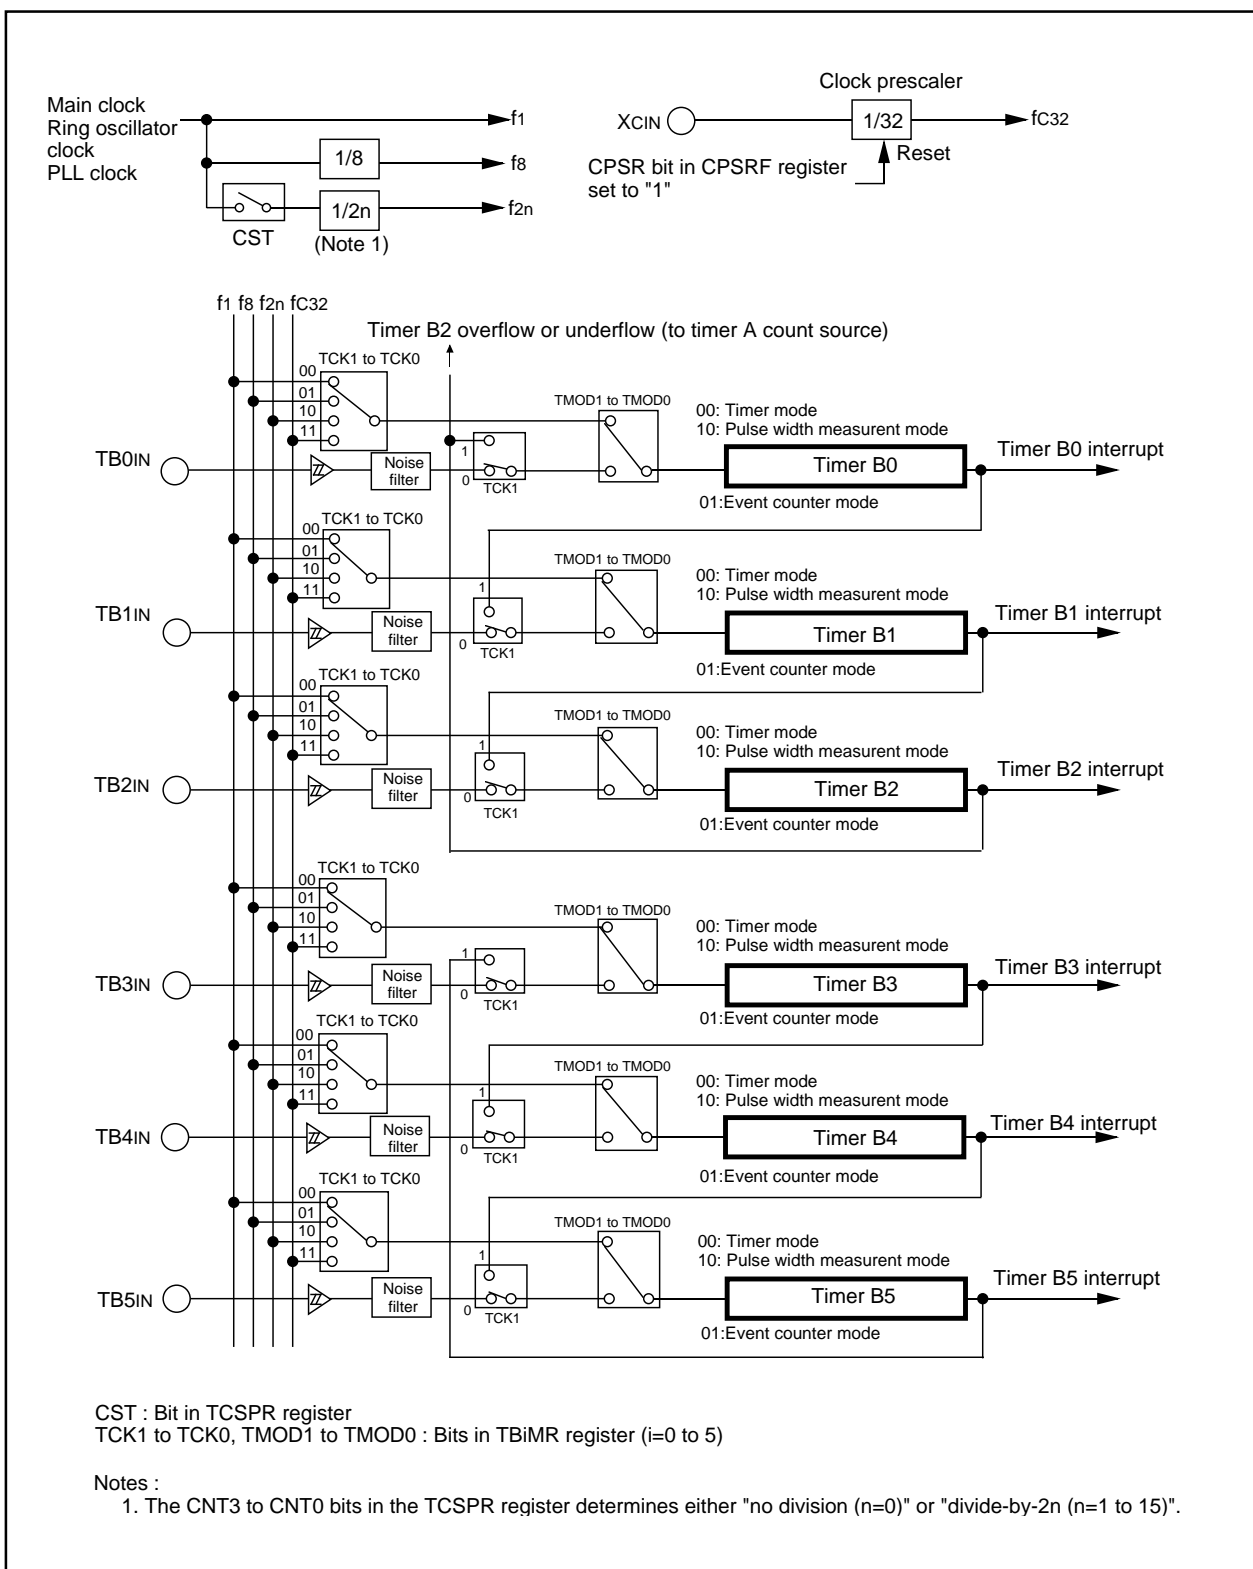 Main clock
Ring oscillator
clock
PLL clock
f1
1/8
f8
1/2n
f2n
CST
(Note 1)
Clock prescaler
XCIN
1/32
fC32
Reset
CPSR bit in CPSRF register
set to "1"
f1 f8 f2n fC32
Timer B2 overflow or underflow (to timer A count source)
TCK1 to TCK0
00
01
10
11
TMOD1 to TMOD0
00: Timer mode
10: Pulse width measurent mode
TB0IN
Noise
filter
1
0
TCK1
Timer B0
Timer B0 interrupt
01:Event counter mode
TCK1 to TCK0
00
01
10
11
TMOD1 to TMOD0
00: Timer mode
10: Pulse width measurent mode
TB1IN
Noise
filter
1
0
TCK1
Timer B1
Timer B1 interrupt
01:Event counter mode
TCK1 to TCK0
00
01
10
11
TMOD1 to TMOD0
00: Timer mode
10: Pulse width measurent mode
TB2IN
Noise
filter
1
0
TCK1
Timer B2
Timer B2 interrupt
01:Event counter mode
TCK1 to TCK0
00
01
10
11
TMOD1 to TMOD0
00: Timer mode
10: Pulse width measurent mode
TB3IN
Noise
filter
1
0
TCK1
Timer B3
Timer B3 interrupt
01:Event counter mode
TCK1 to TCK0
00
01
10
11
TMOD1 to TMOD0
00: Timer mode
10: Pulse width measurent mode
TB4IN
Noise
filter
1
0
TCK1
Timer B4
Timer B4 interrupt
01:Event counter mode
TCK1 to TCK0
00
01
10
11
TMOD1 to TMOD0
00: Timer mode
10: Pulse width measurent mode
TB5IN
Noise
filter
1
0
TCK1
Timer B5
Timer B5 interrupt
01:Event counter mode
CST : Bit in TCSPR register
TCK1 to TCK0, TMOD1 to TMOD0 : Bits in TBiMR register (i=0 to 5)
Notes :
1. The CNT3 to CNT0 bits in the TCSPR register determines either "no division (n=0)" or "divide-by-2n (n=1 to 15)".